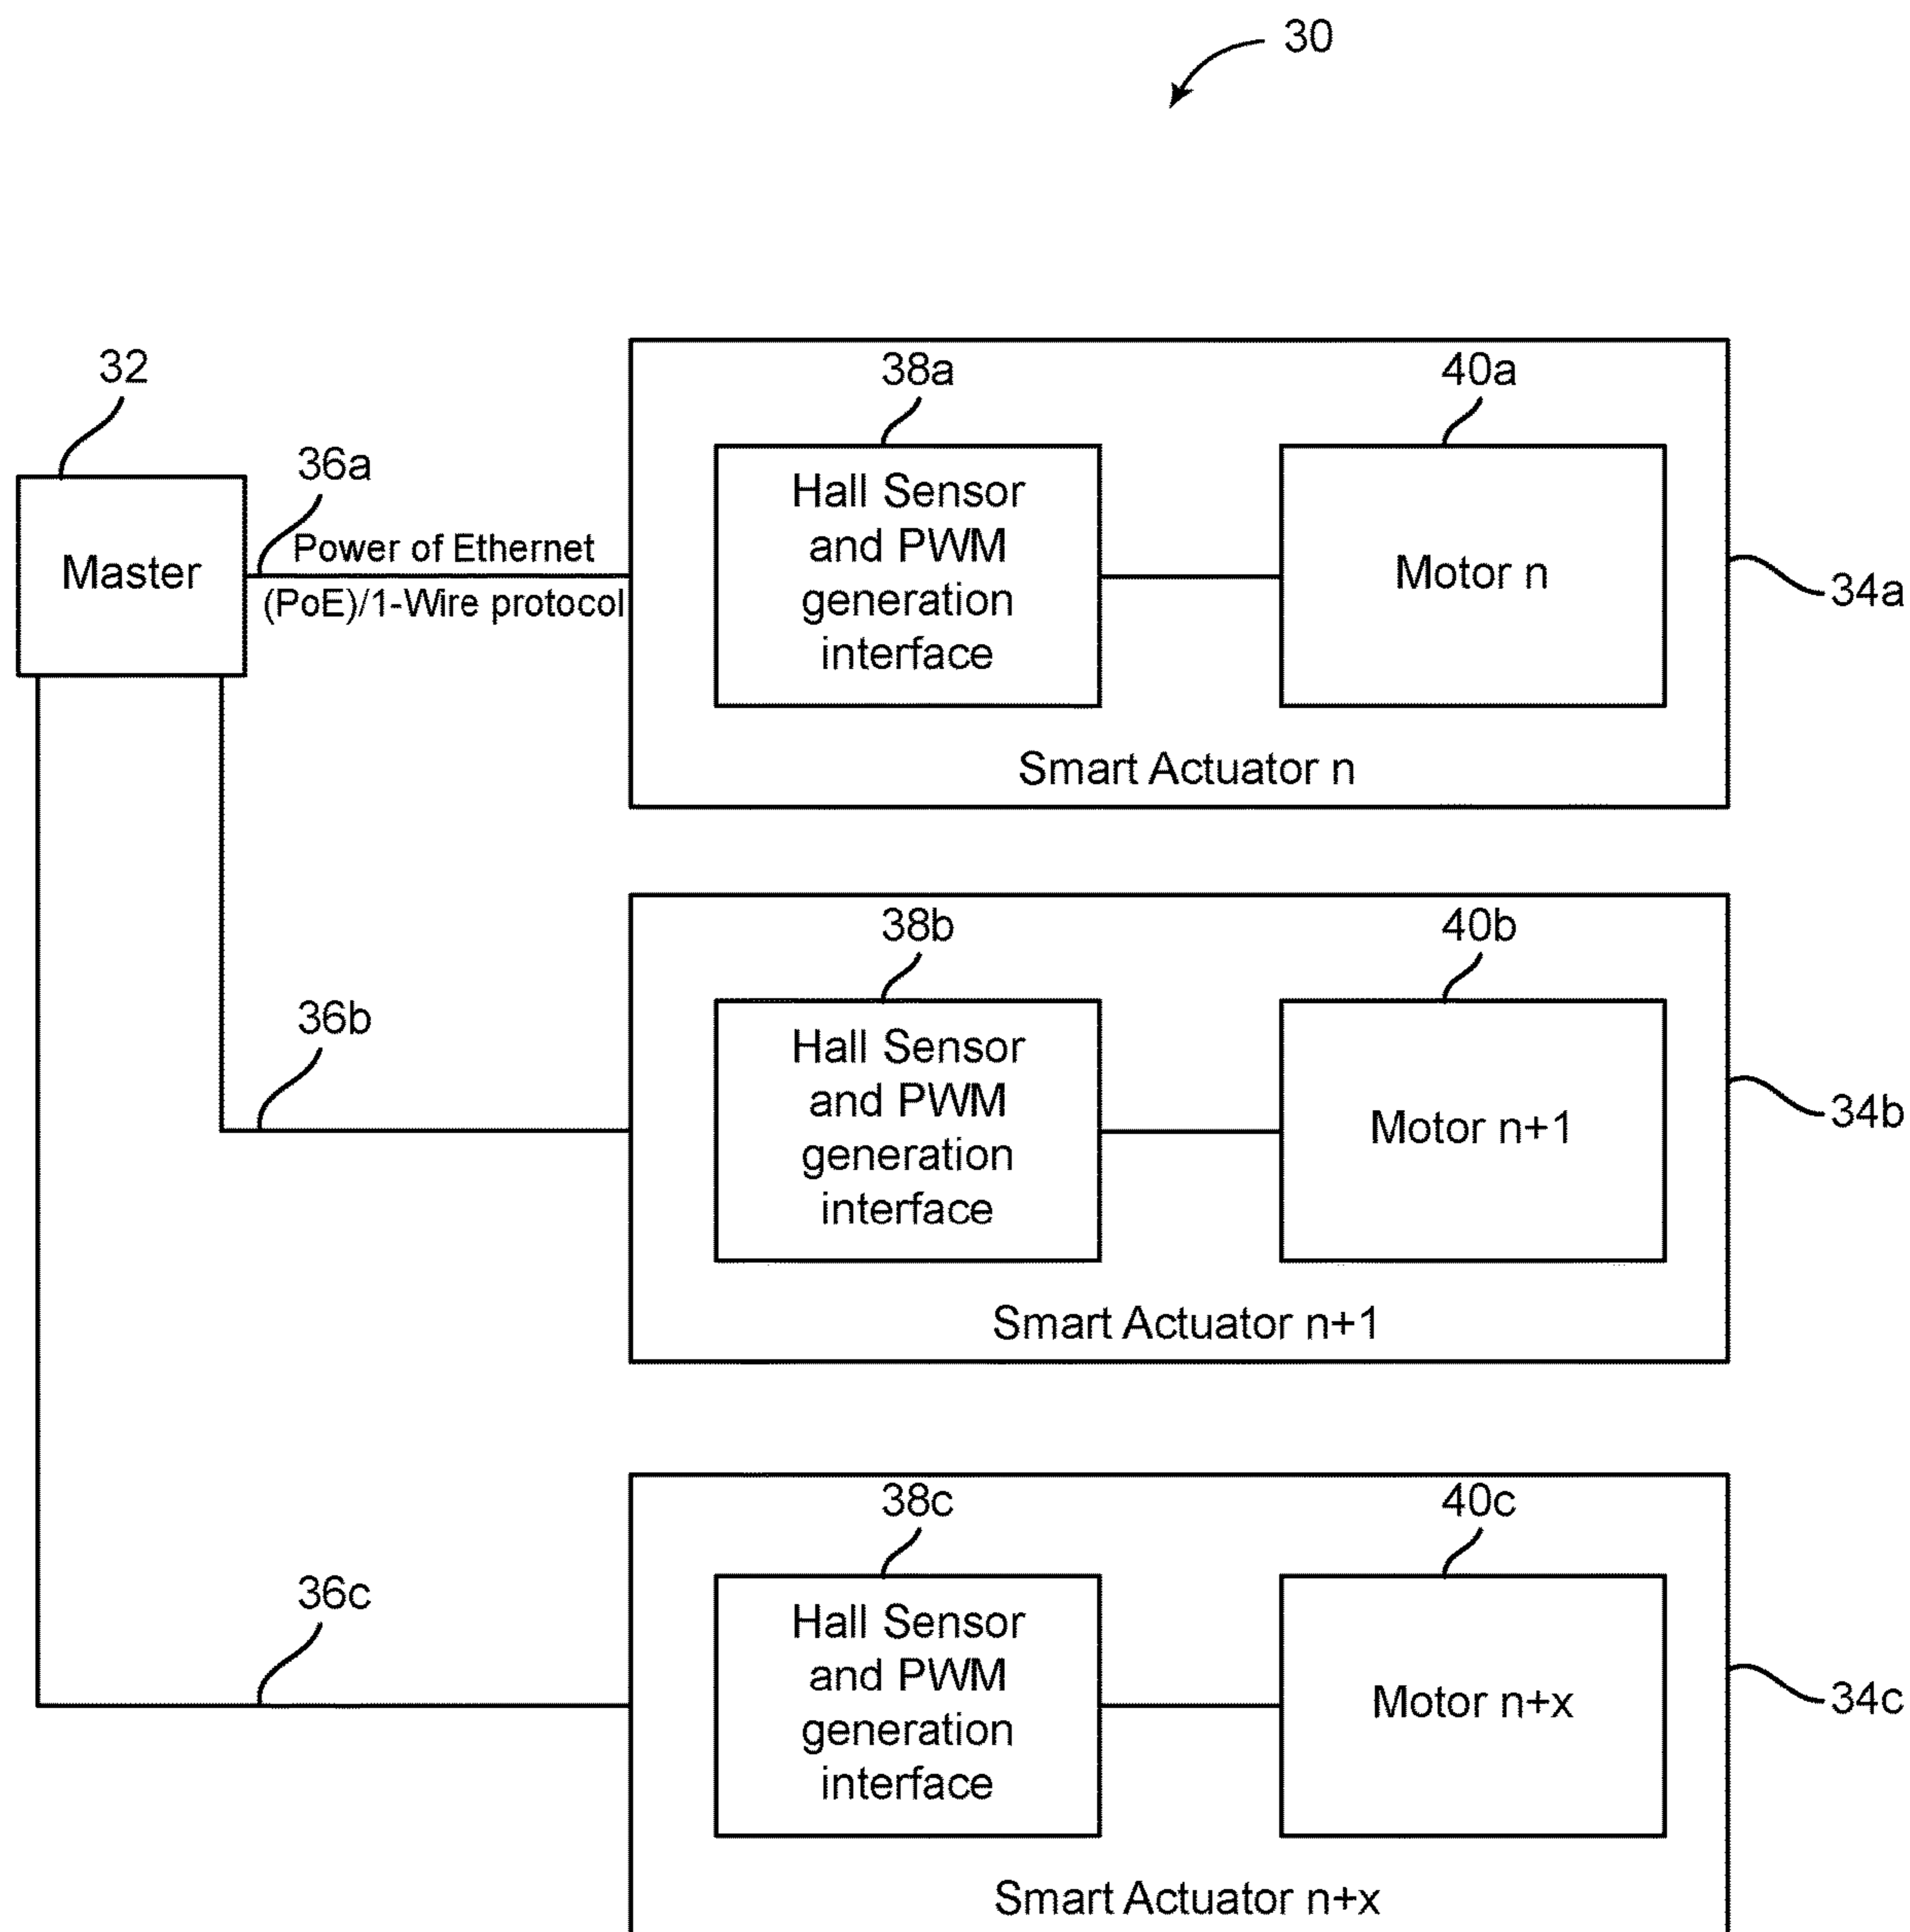 30
32
38a
40a
36a
Master
Power of Ethernet
(PoE)/1-Wire protocol
Hall Sensor
and PWM
generation
interface
Motor n
34a
Smart Actuator n
38b
40b
36b
Hall Sensor
and PWM
generation
interface
Motor n+1
34b
Smart Actuator n+1
38c
40c
36c
Hall Sensor
and PWM
generation
interface
Motor n+x
34c
Smart Actuator n+x